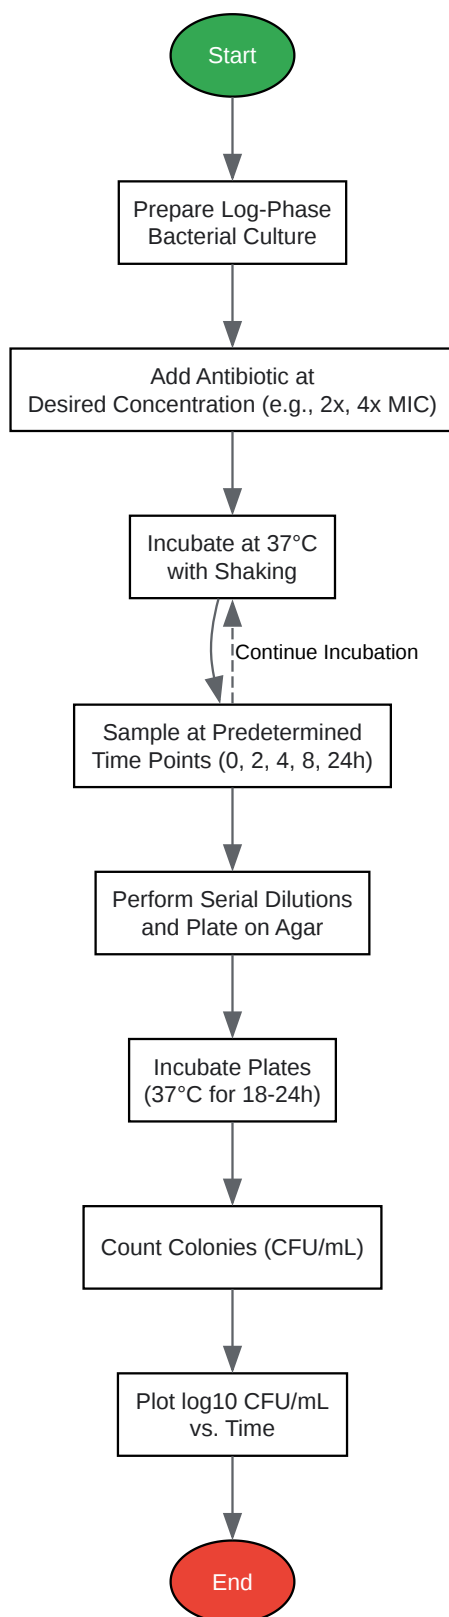 Start
Prepare Log-Phase
Bacterial Culture
Add Antibiotic at
Desired Concentration (e.g., 2x, 4x MIC)
Incubate at 37°C
with Shaking
Continue Incubation
Sample at Predetermined
Time Points (0, 2, 4, 8, 24h)
Perform Serial Dilutions
and Plate on Agar
Incubate Plates
(37°C for 18-24h)
Count Colonies (CFU/mL)
Plot log10 CFU/mL
vs. Time
End